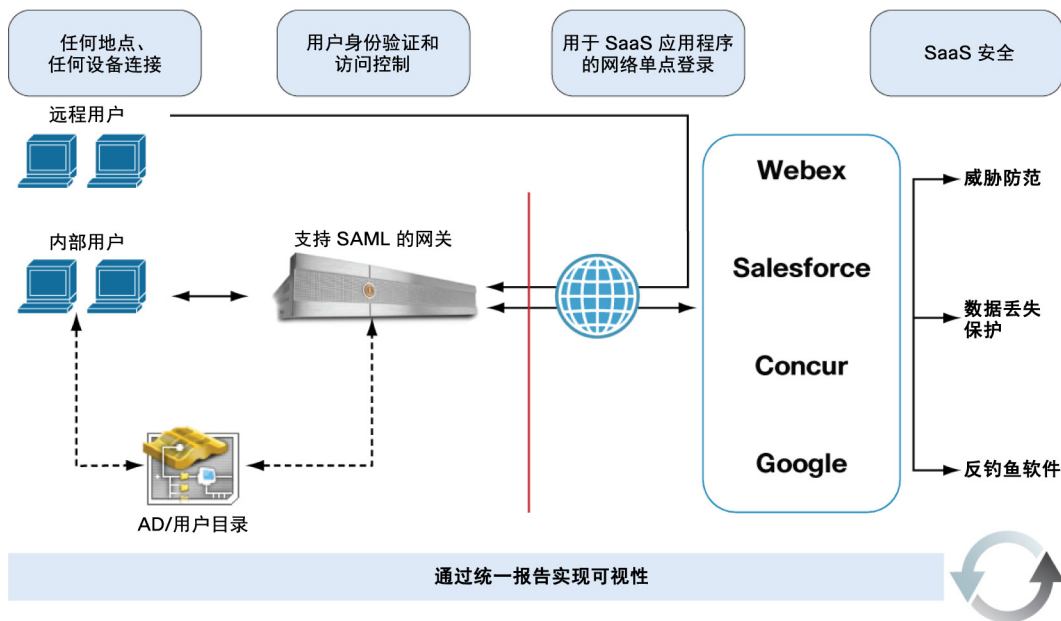 任何地点、
任何设备连接
用户身份验证和
访问控制
用于 SaaS 应用程序
的网络单点登录
SaaS 安全
远程用户
内部用户
支持 SAML 的网关
AD/用户目录
Webex
Salesforce
Concur
Google
威胁防范
数据丢失
保护
反钓鱼软件
通过统一报告实现可视性